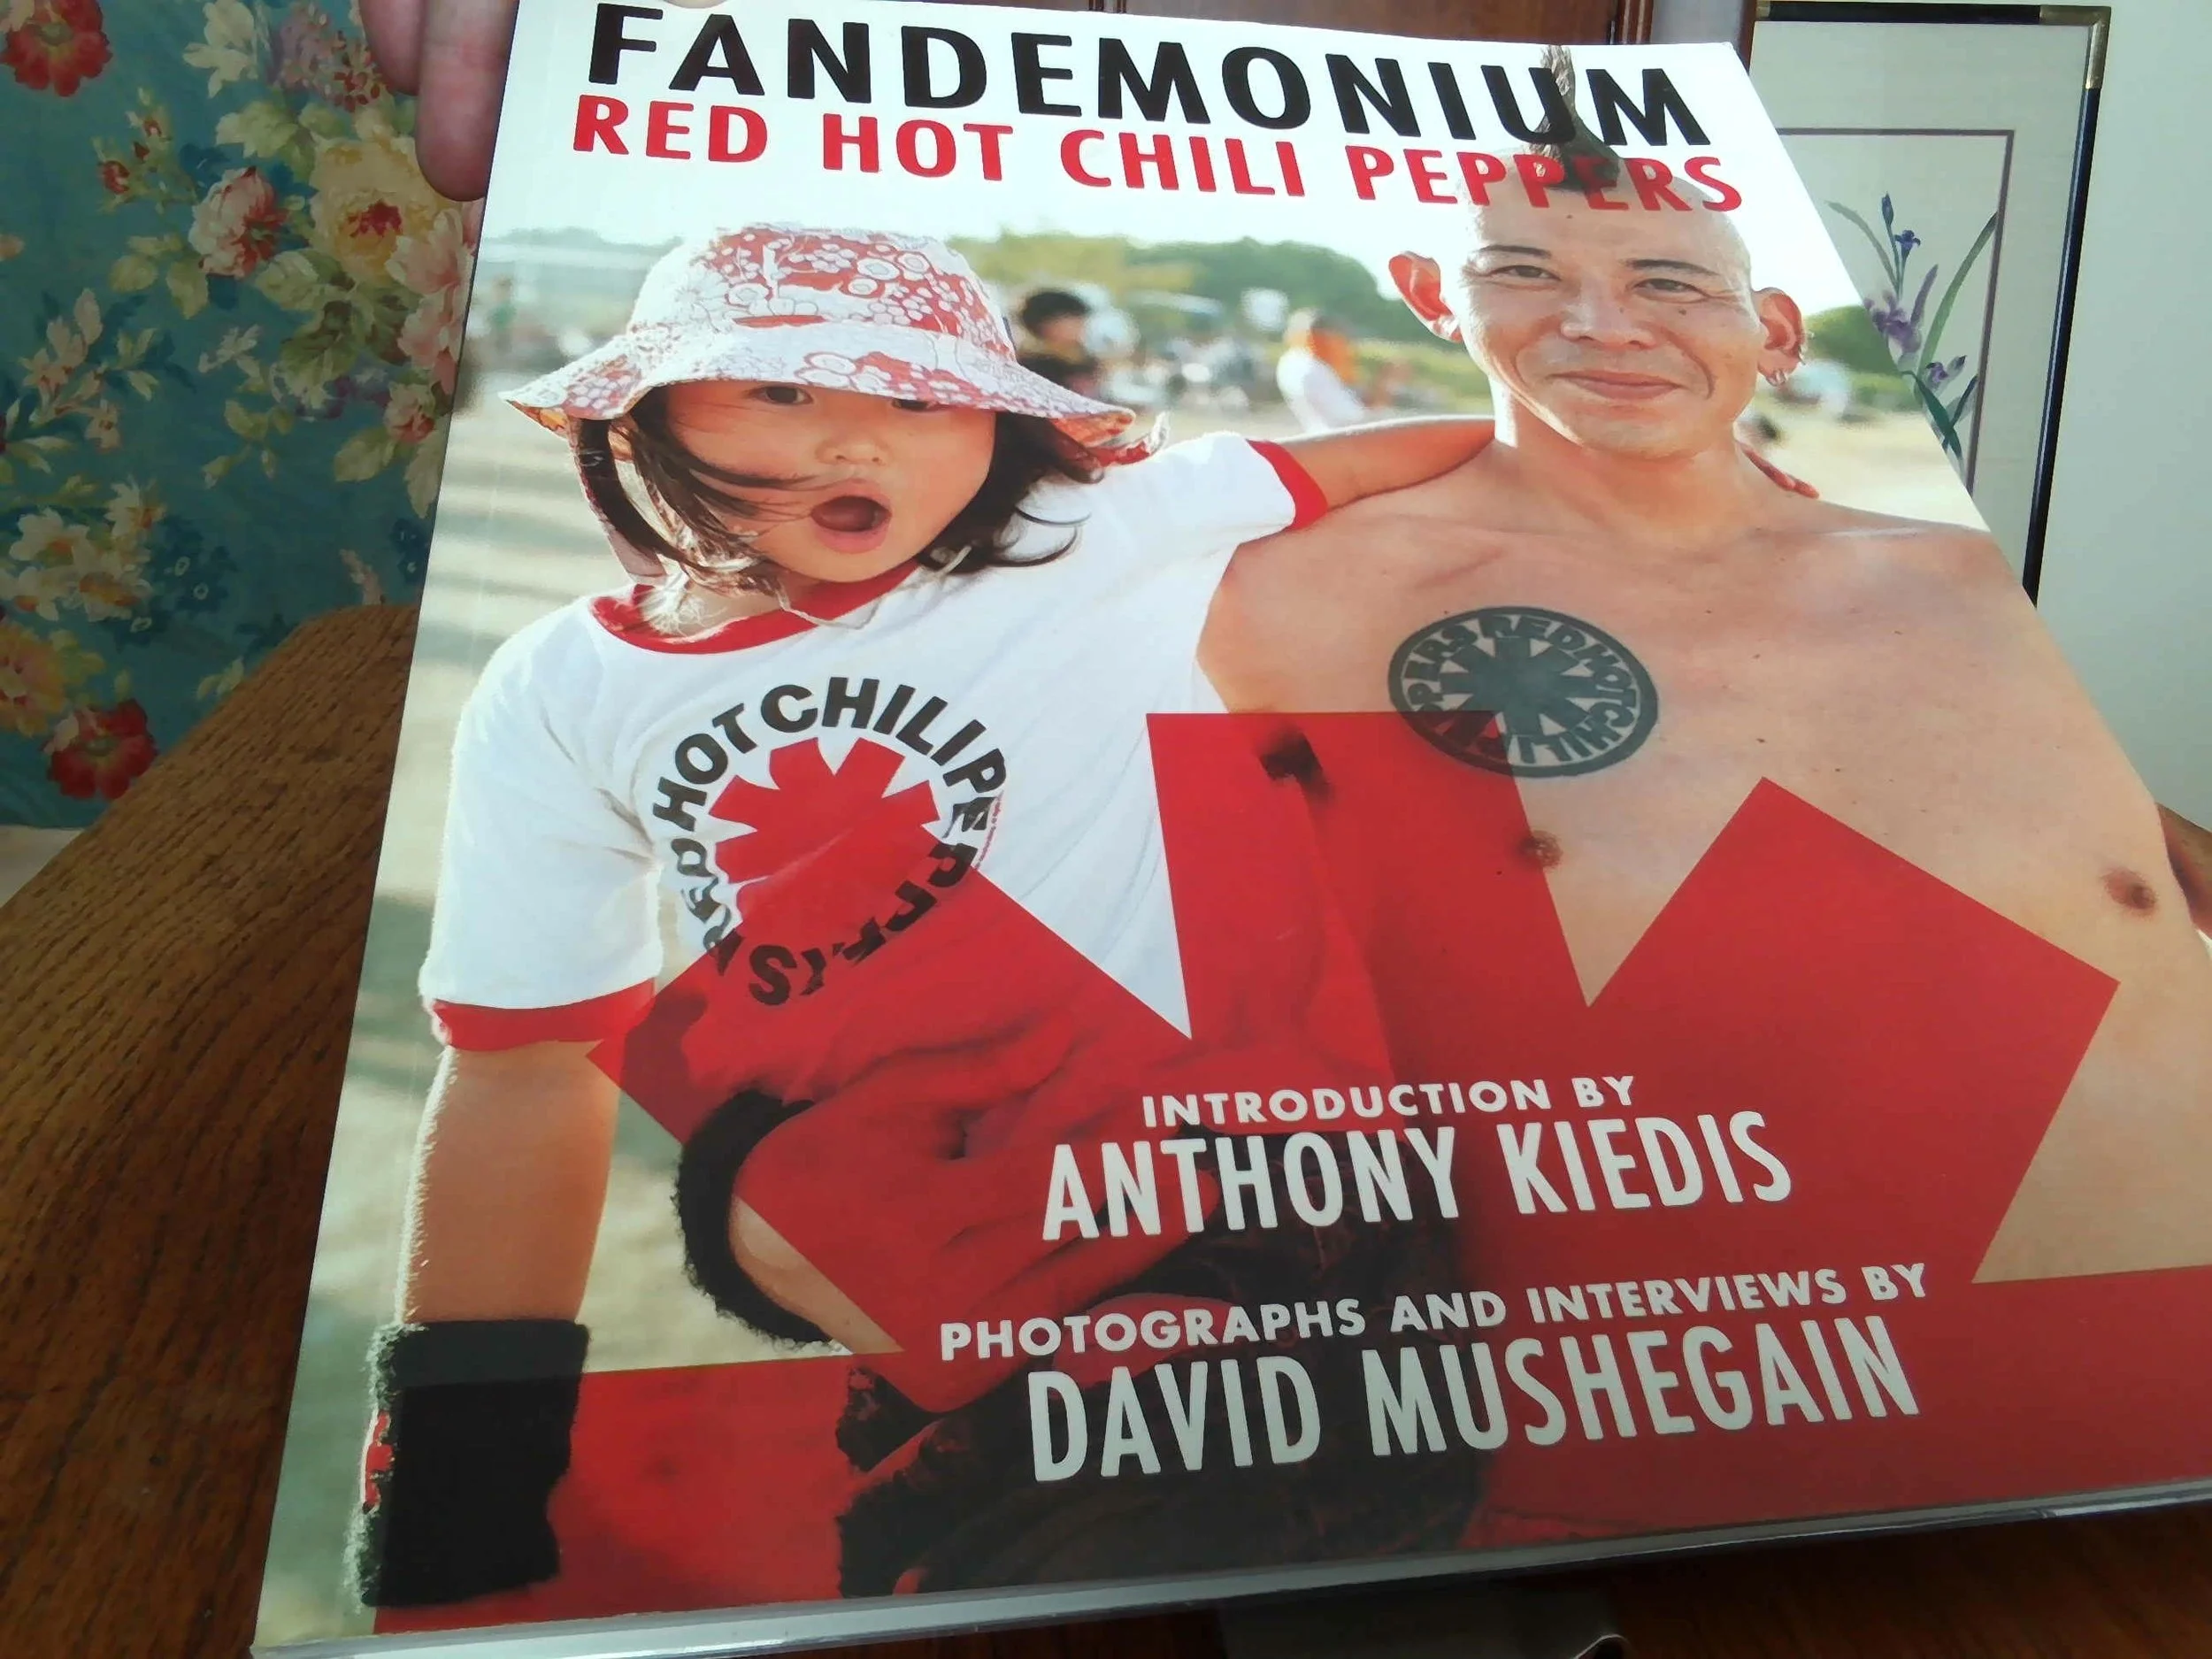 FANDEMONIUM
RED HOT CHILI PEPPERS
RED HOT CHILI PEPPERS
RED HOT CHILI PEPPERS
INTRODUCTION BY
ANTHONY KIEDIS
PHOTOGRAPHS AND INTERVIEWS BY
DAVID MUSHEGAIN